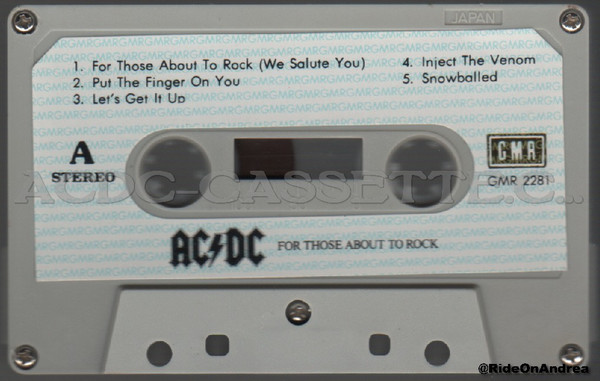 JAPAN
1. For Those About To Rock (We Salute You)
2. Put The Finger On You
3. Let's Get It Up
4. Inject The Venom
5. Snowballed
A
STEREO
GMR
GMR 2281
ACDC-CASSETTE.C...
AC⚡DC FOR THOSE ABOUT TO ROCK
@RideOnAndrea